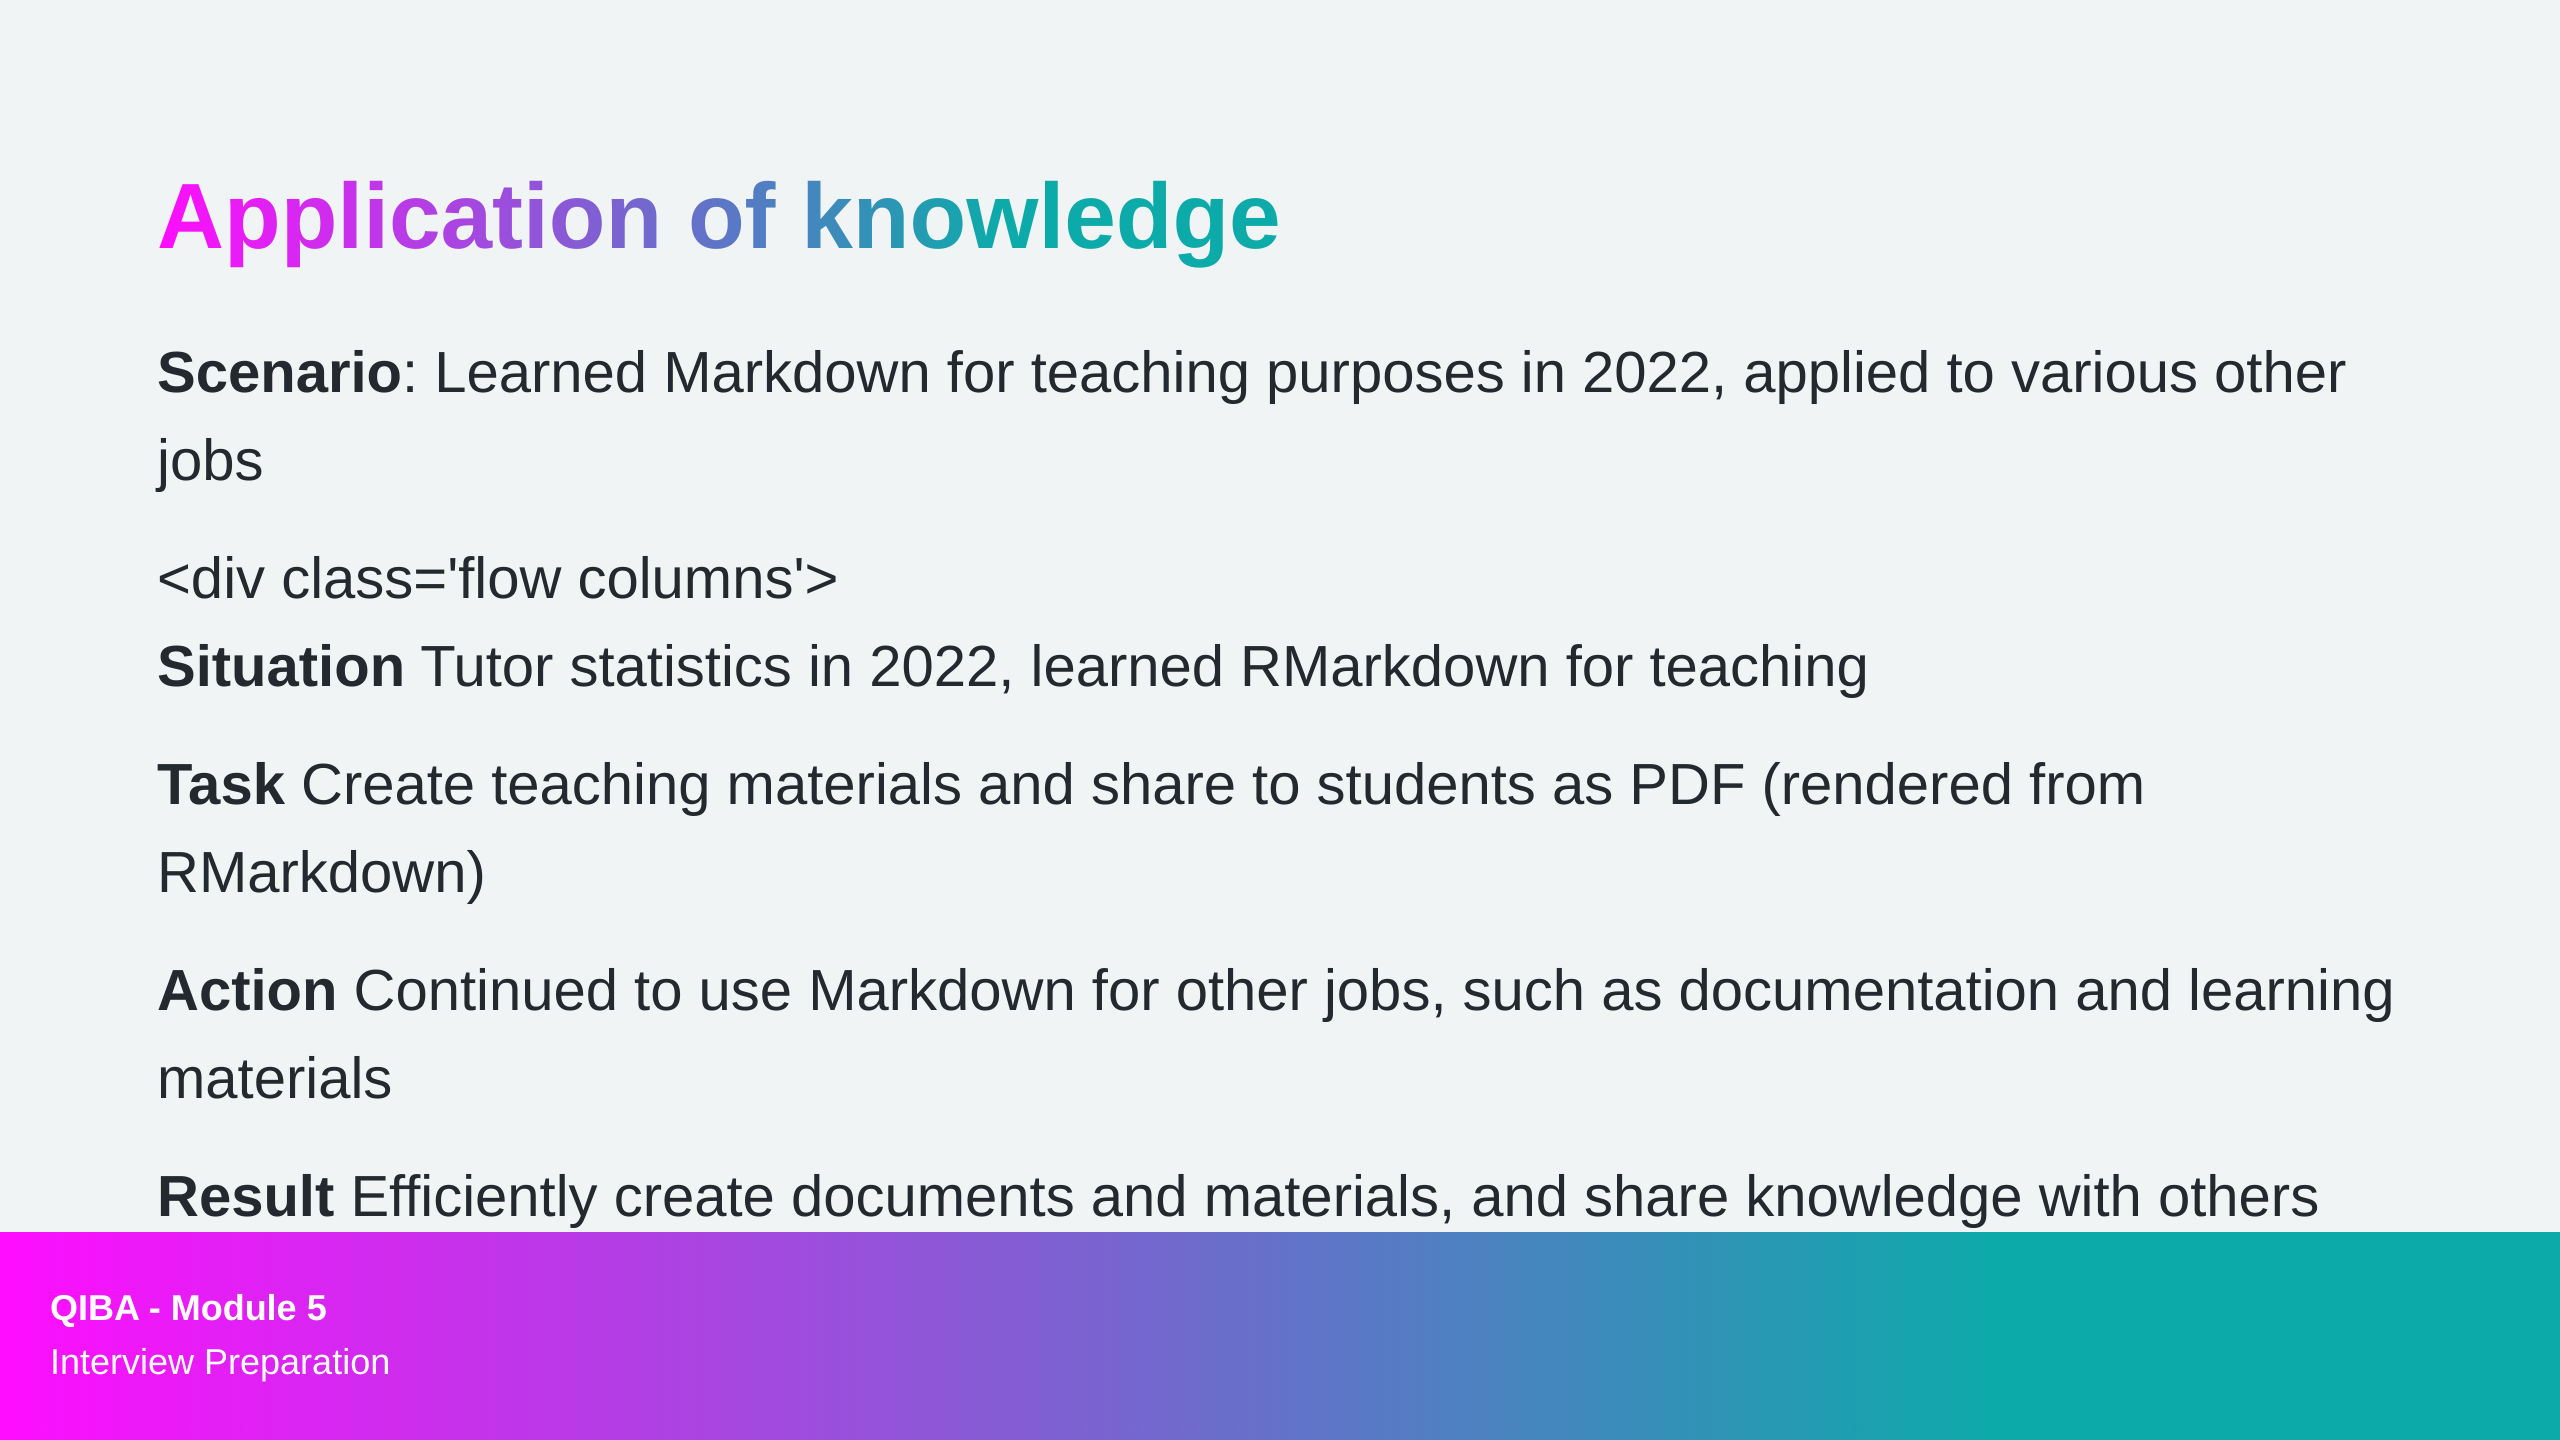 Application of knowledge
Scenario: Learned Markdown for teaching purposes in 2022, applied to various other
jobs
<div class='flow columns'>
Situation Tutor statistics in 2022, learned RMarkdown for teaching
Task Create teaching materials and share to students as PDF (rendered from
RMarkdown)
Action Continued to use Markdown for other jobs, such as documentation and learning
materials
Result Efficiently create documents and materials, and share knowledge with others
QIBA - Module 5
Interview Preparation